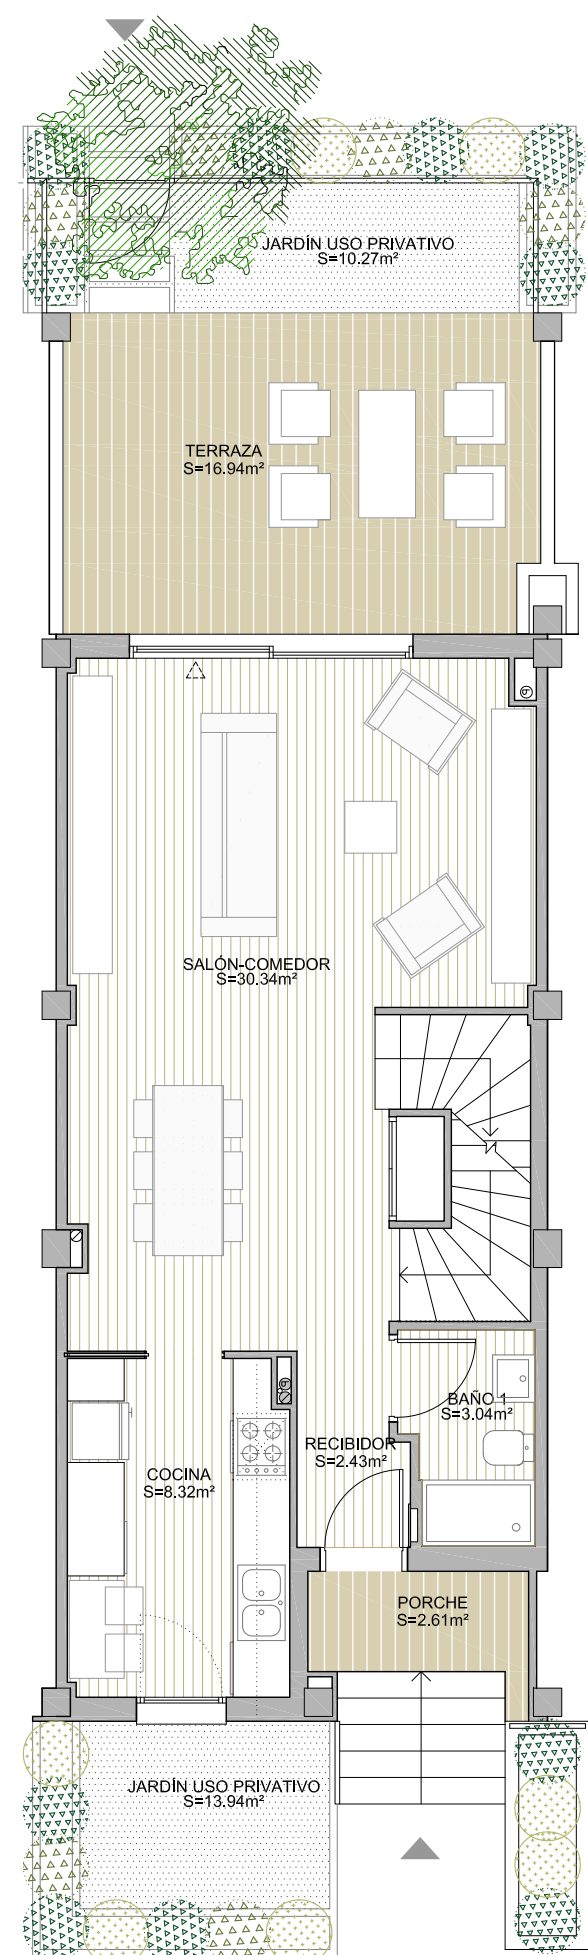 JARDÍN USO PRIVATIVO
S=10.27m²
TERRAZA
S=16.94m²
SALÓN-COMEDOR
S=30.34m²
BAÑO 1
S=3.04m²
RECIBIDOR
S=2.43m²
COCINA
S=8.32m²
PORCHE
S=2.61m²
JARDÍN USO PRIVATIVO
S=13.94m²